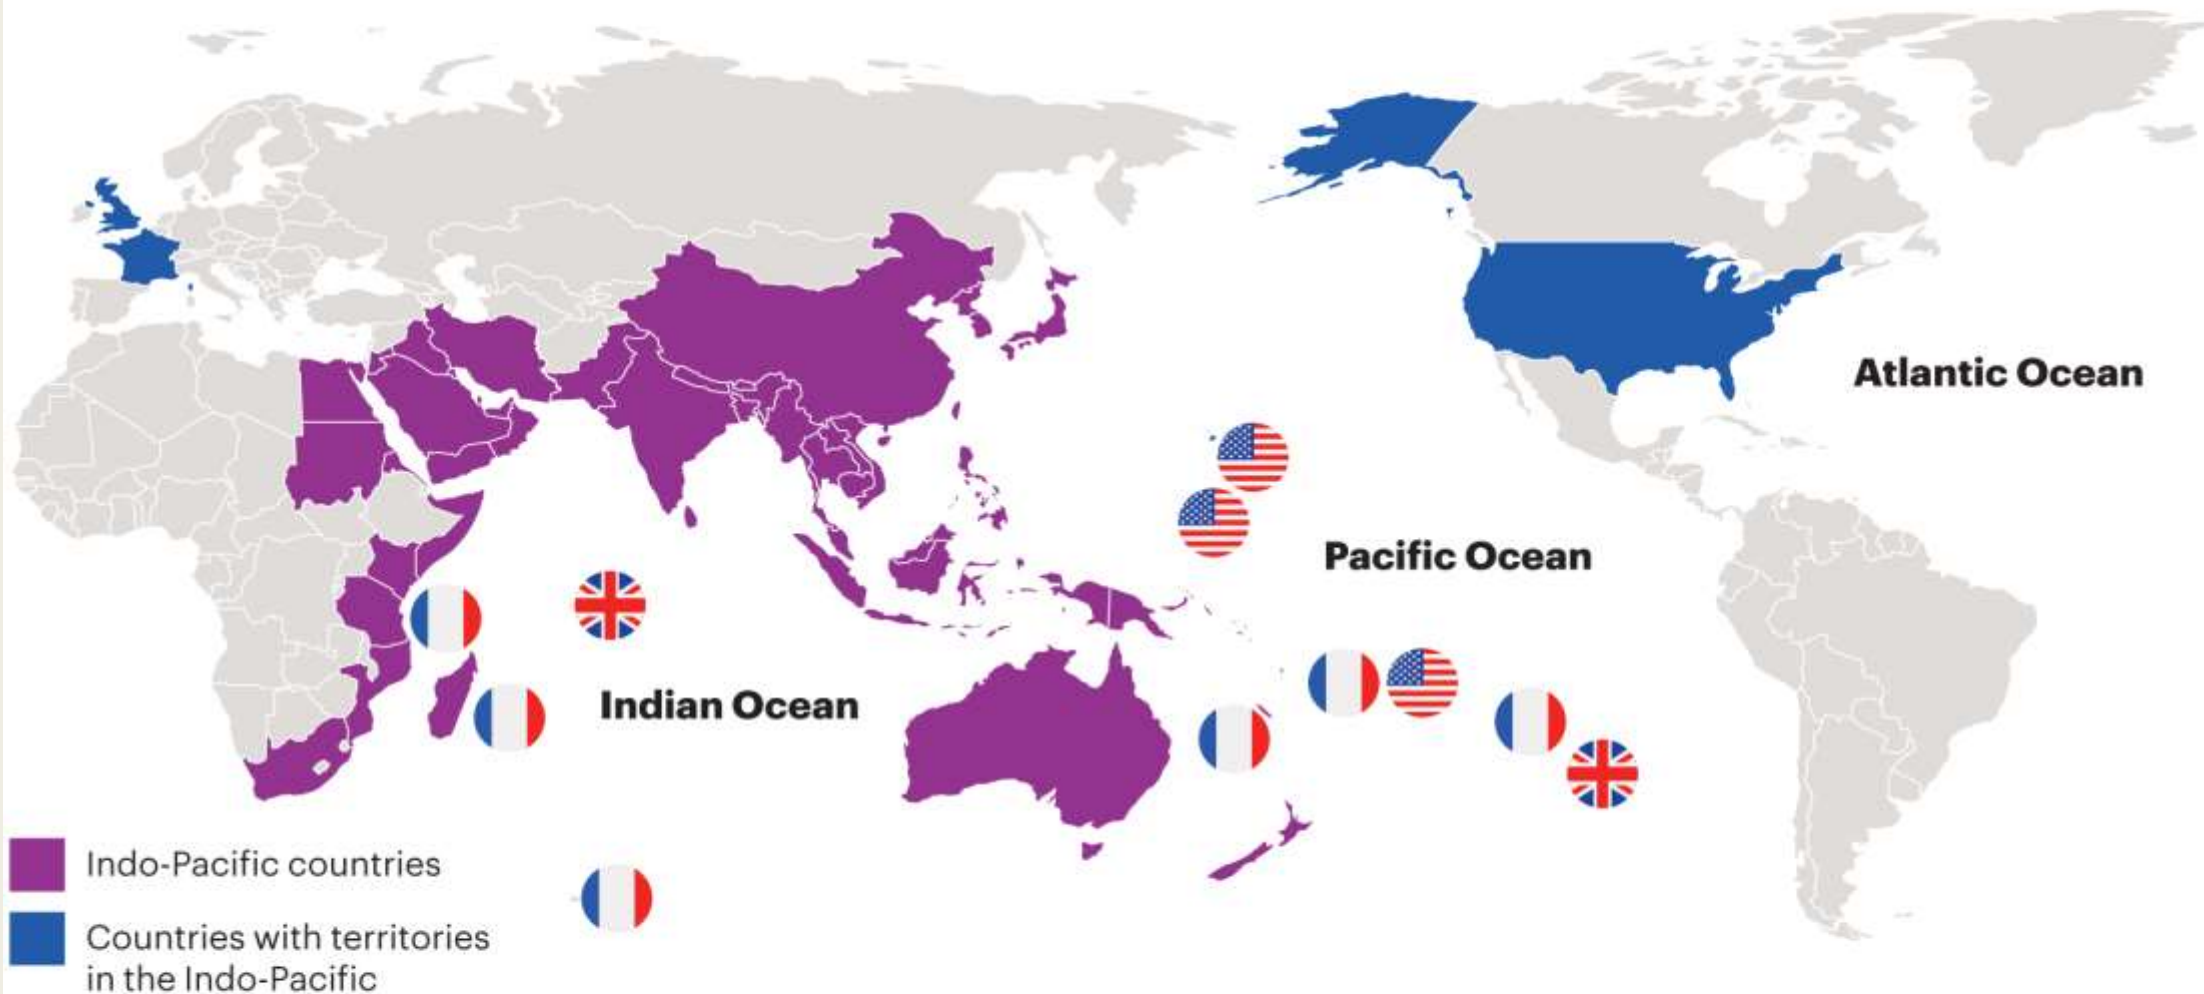 Atlantic Ocean
Pacific Ocean
Indian Ocean
Indo-Pacific countries
Countries with territories
in the Indo-Pacific